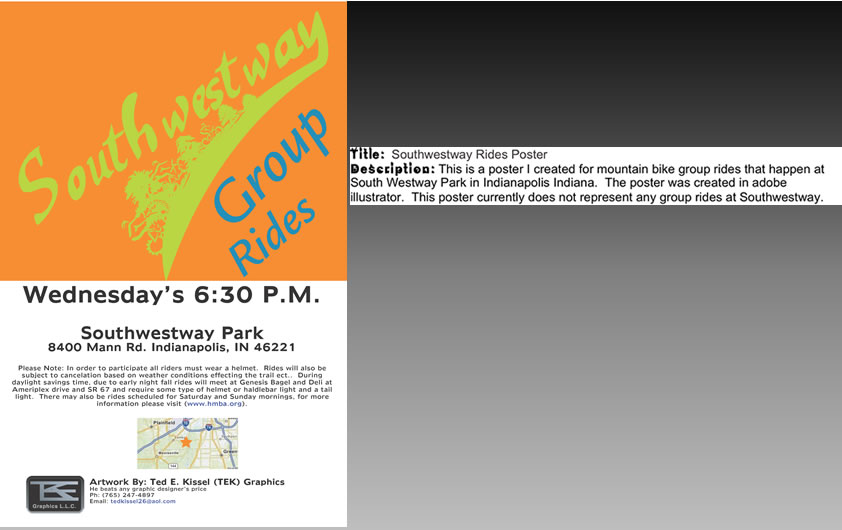 Southwestway
Group
Rides
Wednesday's 6:30 P.M.
Southwestway Park
8400 Mann Rd. Indianapolis, IN 46221
Please Note: In order to participate all riders must wear a helmet.  Rides will also be
subject to cancelation based on weather conditions effecting the trail ect..  During
daylight savings time, due to early night fall rides will meet at Genesis Bagel and Deli at
Ameriplex drive and SR 67 and require some type of helmet or haldlebar light and a tail
light.  There may also be rides scheduled for Saturday and Sunday mornings, for more
information please visit (www.hmba.org).
Plainfield
Mooresville
Green
144
TEK
Graphics L.L.C.
Artwork By: Ted E. Kissel (TEK) Graphics
He beats any graphic designer's price
Ph: (765) 247-4897
Email: tedkissel26@aol.com
Title:  Southwestway Rides Poster
Description: This is a poster I created for mountain bike group rides that happen at
South Westway Park in Indianapolis Indiana.  The poster was created in adobe
illustrator.  This poster currently does not represent any group rides at Southwestway.